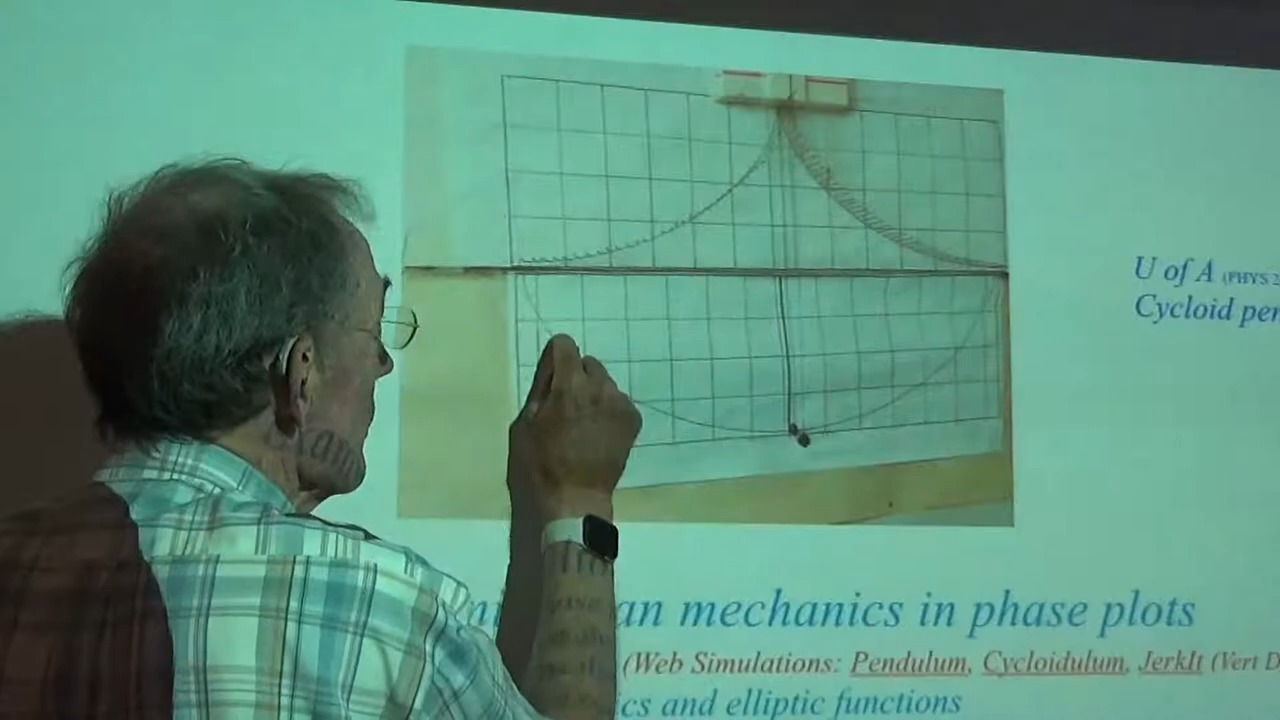 U of A (PHYS 2
Cycloid pen
an mechanics in phase plots
(Web Simulations: Pendulum, Cycloidulum, JerkIt (Vert D
cs and elliptic functions